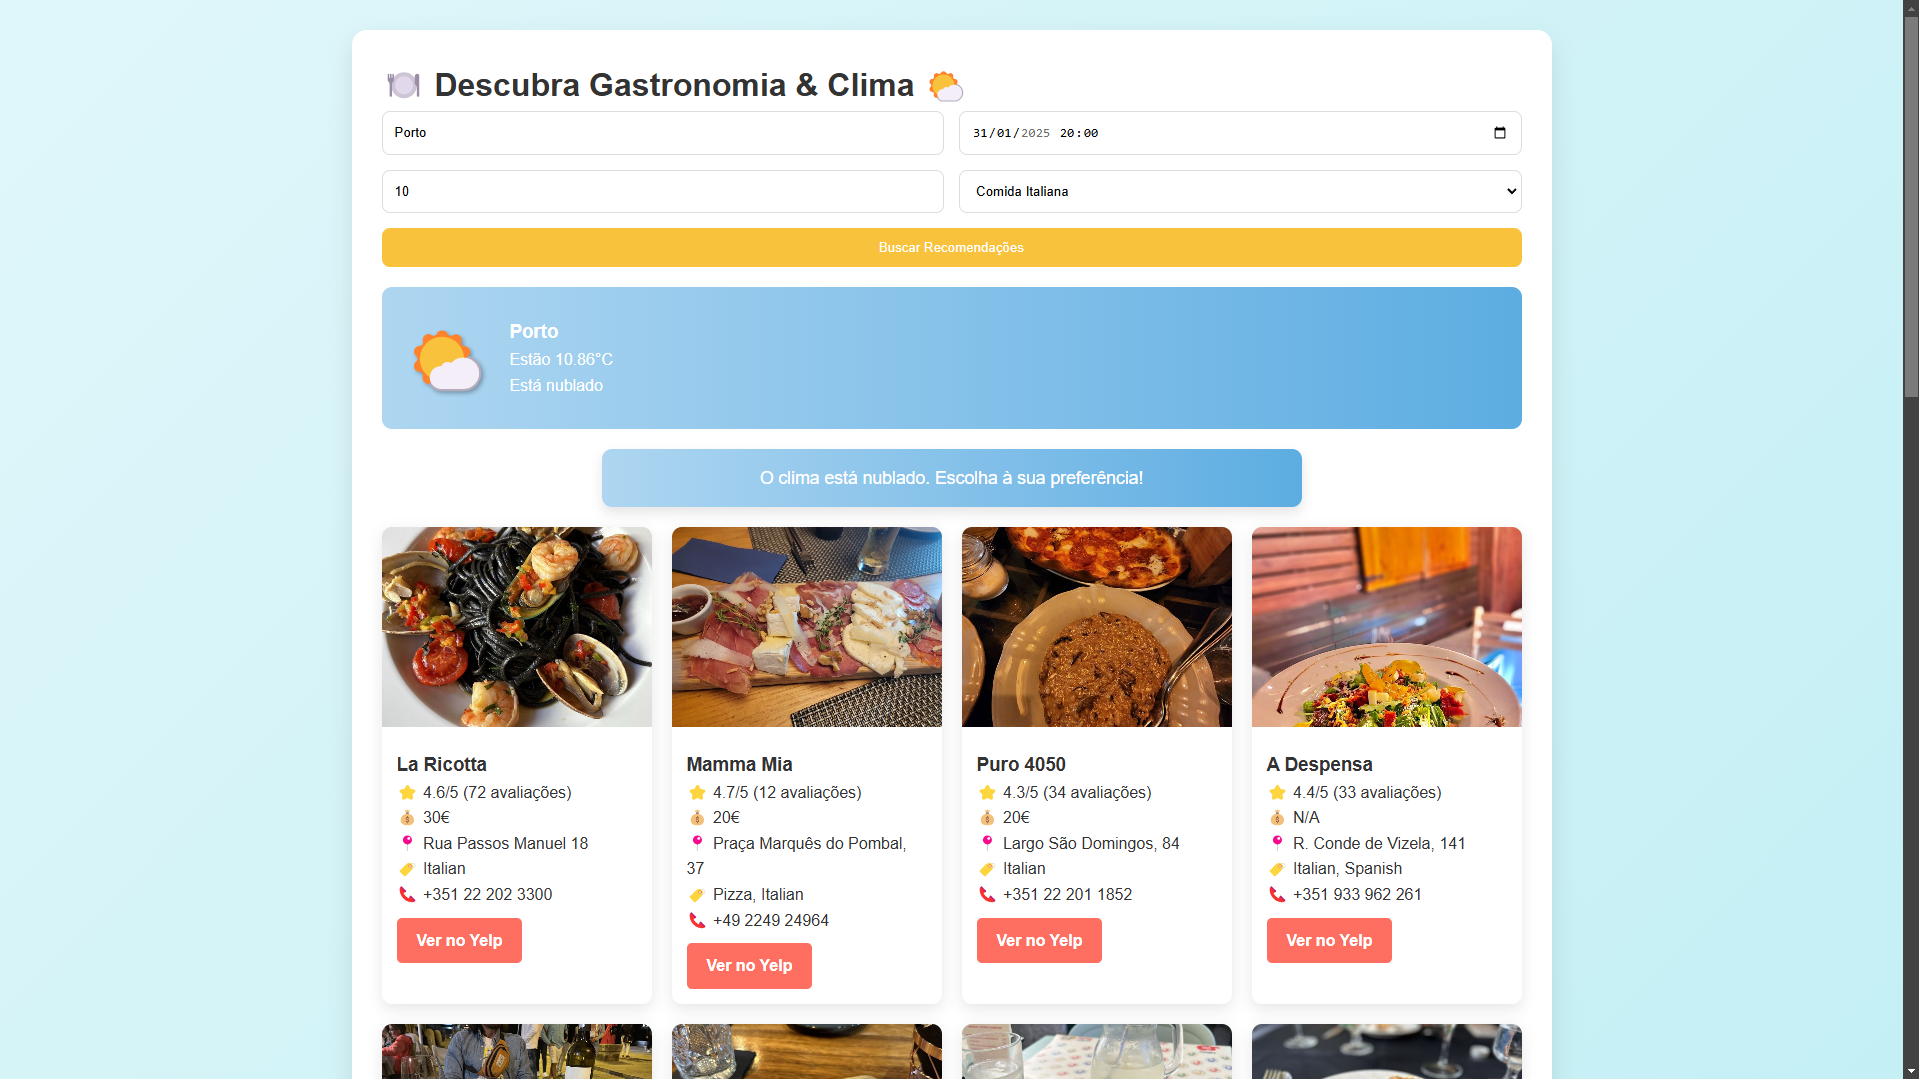 Descubra Gastronomia & Clima
Porto
31/01/2025 20:00
10
Comida Italiana
Buscar Recomendações
Porto
Estão 10.86°C
Está nublado
O clima está nublado. Escolha à sua preferência!
La Ricotta
4.6/5 (72 avaliações)
30€
Rua Passos Manuel 18
Italian
+351 22 202 3300
Ver no Yelp
Mamma Mia
4.7/5 (12 avaliações)
20€
Praça Marquês do Pombal,
37
Pizza, Italian
+49 2249 24964
Ver no Yelp
Puro 4050
4.3/5 (34 avaliações)
20€
Largo São Domingos, 84
Italian
+351 22 201 1852
Ver no Yelp
A Despensa
4.4/5 (33 avaliações)
N/A
R. Conde de Vizela, 141
Italian, Spanish
+351 933 962 261
Ver no Yelp